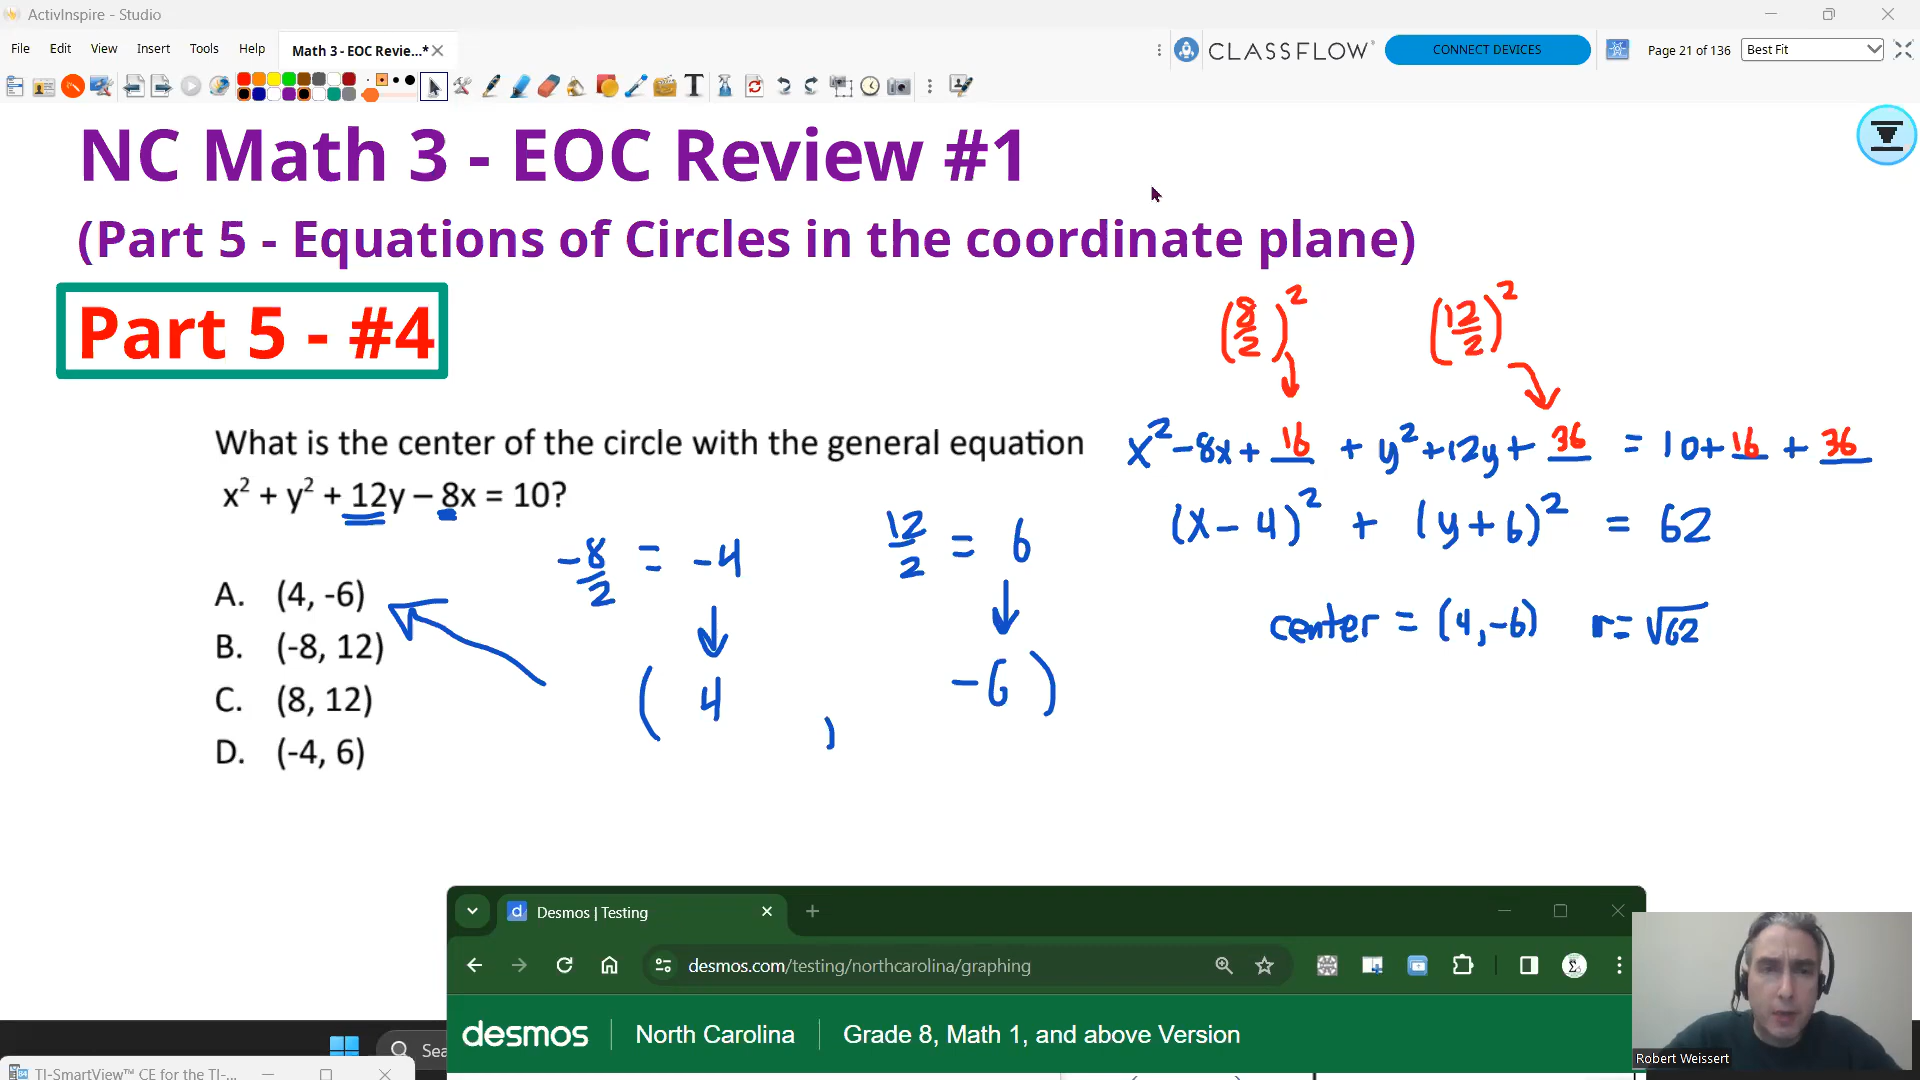 ActivInspire - Studio
File Edit View Insert Tools Help
Math 3 - EOC Revie...*
CLASSFLOW
CONNECT DEVICES
Page 21 of 136
Best Fit
NC Math 3 - EOC Review #1
(Part 5 - Equations of Circles in the coordinate plane)
Part 5 - #4
(8/2)² (12/2)²
What is the center of the circle with the general equation
x² + y² + 12y – 8x = 10?
x² - 8x + 16 + y² + 12y + 36 = 10 + 16 + 36
(x - 4)² + (y + 6)² = 62
center = (4, -6) r = √62
-8/2 = -4 12/2 = 6
( 4 , -6 )
A. (4, -6)
B. (-8, 12)
C. (8, 12)
D. (-4, 6)
d Desmos | Testing
desmos.com/testing/northcarolina/graphing
desmos North Carolina Grade 8, Math 1, and above Version
Sea
TI-SmartView™ CE for the TI-...
Robert Weissert